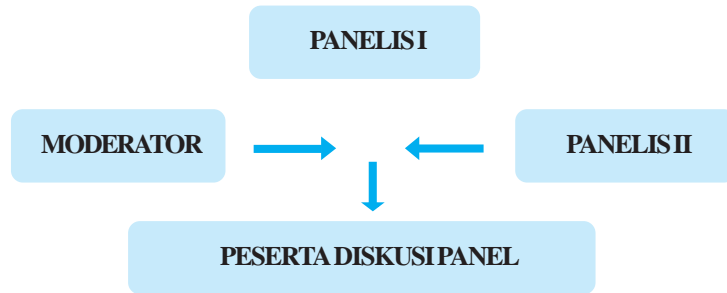 PANELIS I
MODERATOR
PANELIS II
PESERTA DISKUSI PANEL